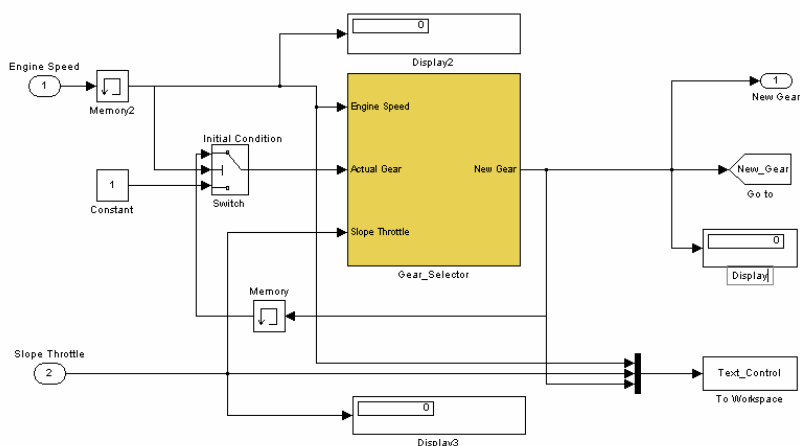 0
Display2
Engine Speed
1
Memory2
Engine Speed
1
New Gear
Initial Condition
Actual Gear
New Gear
New_Gear
Go to
1
Constant
Switch
Slope Throttle
0
Display
Gear_Selector
Memory
Slope Throttle
2
Text_Control
To Workspace
0
Display3